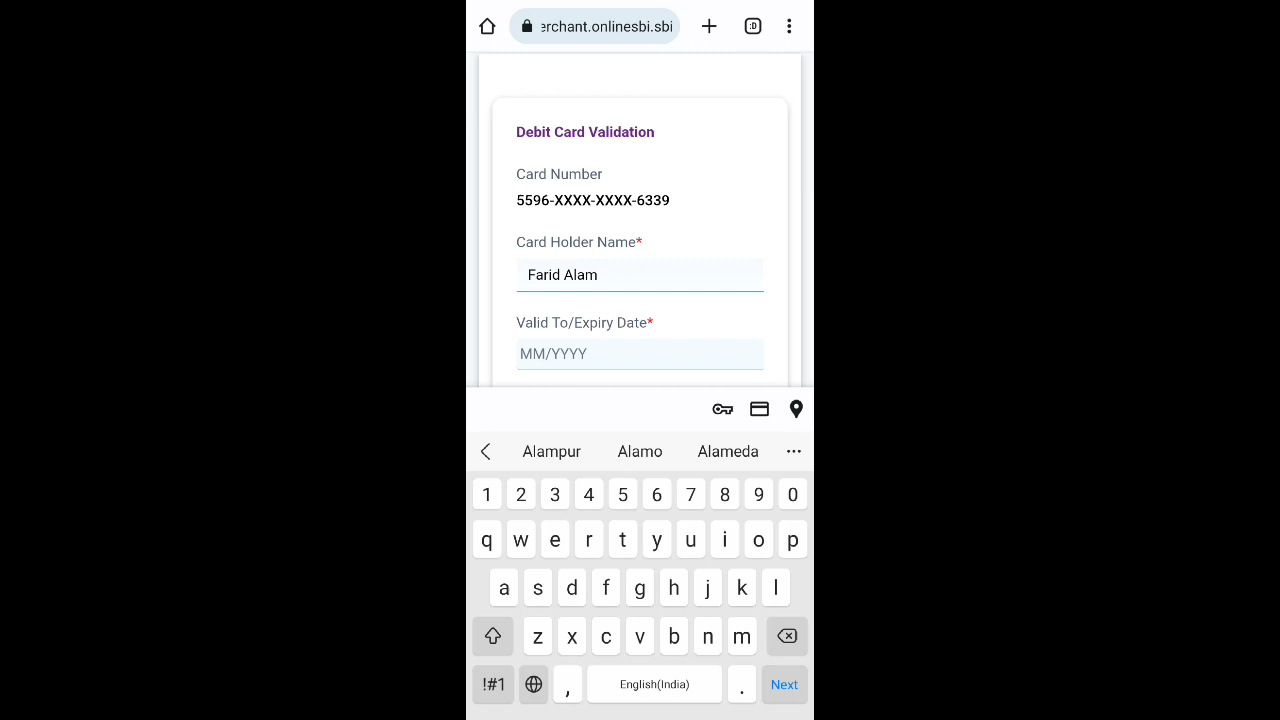 erchant.onlinesbi.sbi
:D
Debit Card Validation
Card Number
5596-XXXX-XXXX-6339
Card Holder Name*
Farid Alam
Valid To/Expiry Date*
MM/YYYY
Alampur Alamo Alameda
1 2 3 4 5 6 7 8 9 0
q w e r t y u i o p
a s d f g h j k l
z x c v b n m
!#1 , English(India) . Next